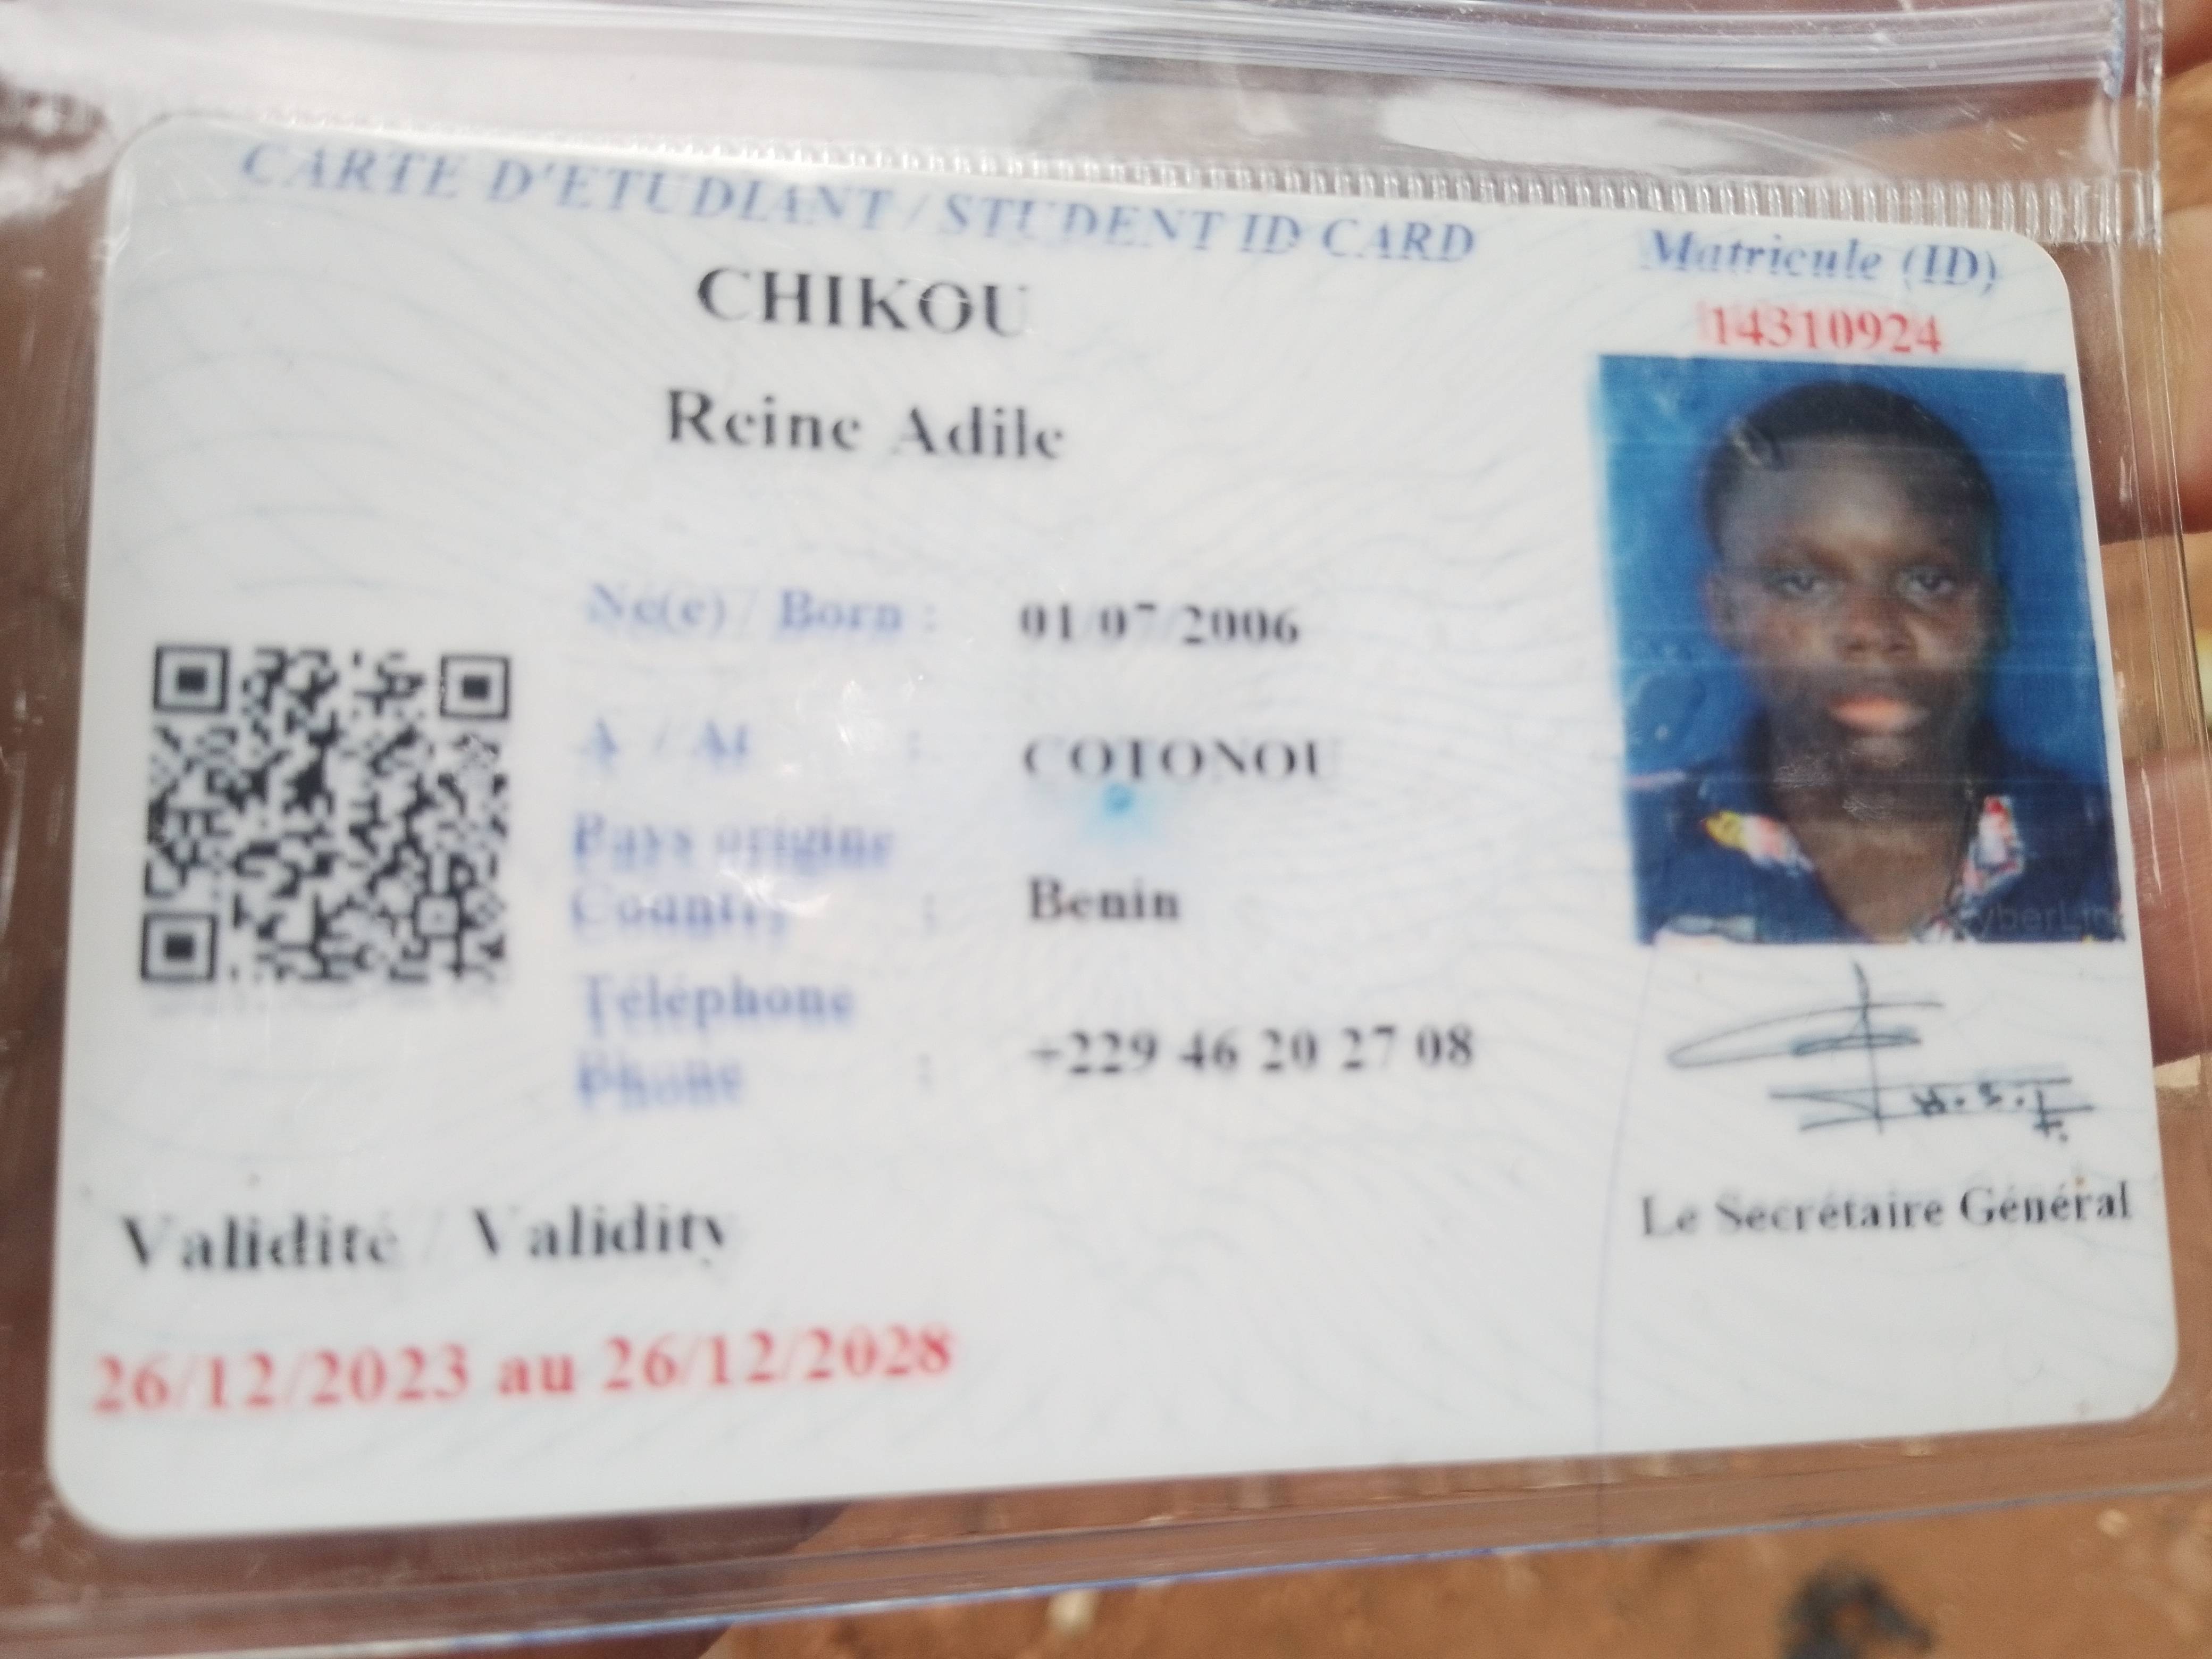 CARTE D'ETUDIANT / STUDENT ID CARD
Matricule (ID)
14310924
CHIKOU
Reine Adile
Né(e) / Born : 01/07/2006
A / At : COTONOU
Pays origine
Country : Benin
Téléphone
Phone : +229 46 20 27 08
Le Secrétaire Général
Validité / Validity
26/12/2023 au 26/12/2028